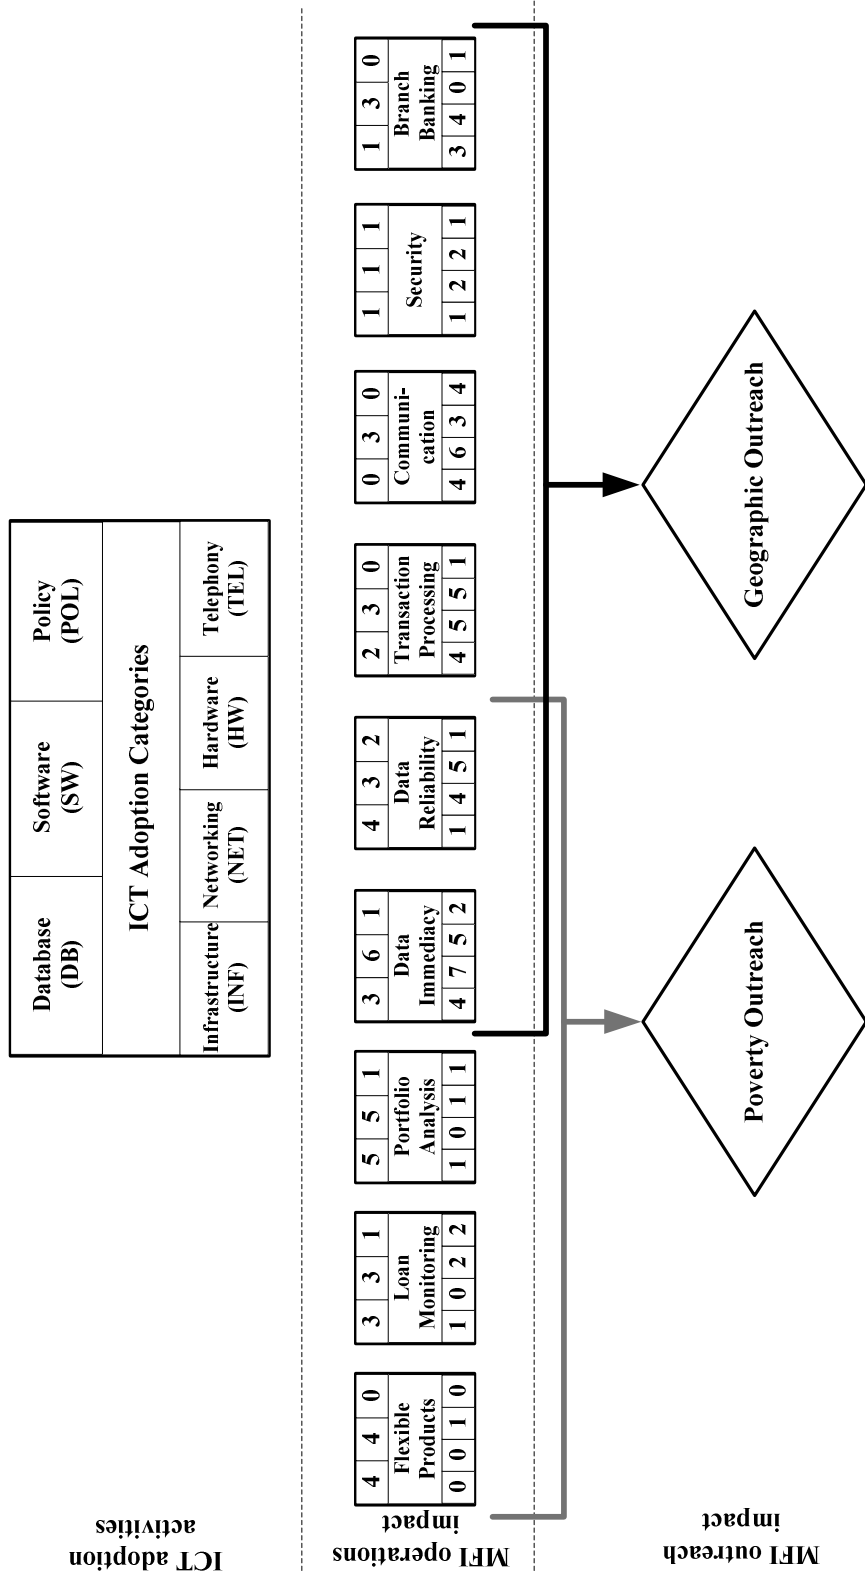 ICT adoption
activities
Database
(DB)
Software
(SW)
Policy
(POL)
ICT Adoption Categories
Infrastructure
(INF)
Networking
(NET)
Hardware
(HW)
Telephony
(TEL)
MFI operations
impact
4 4 0
Flexible
Products
0 0 1 0
3 3 1
Loan
Monitoring
1 0 2 2
5 5 1
Portfolio
Analysis
1 0 1 1
3 6 1
Data
Immediacy
4 7 5 2
4 3 2
Data
Reliability
1 4 5 1
2 3 0
Transaction
Processing
4 5 5 1
0 3 0
Communi-
cation
4 6 3 4
1 1 1
Security
1 2 2 1
1 3 0
Branch
Banking
3 4 0 1
MFI outreach
impact
Poverty Outreach
Geographic Outreach